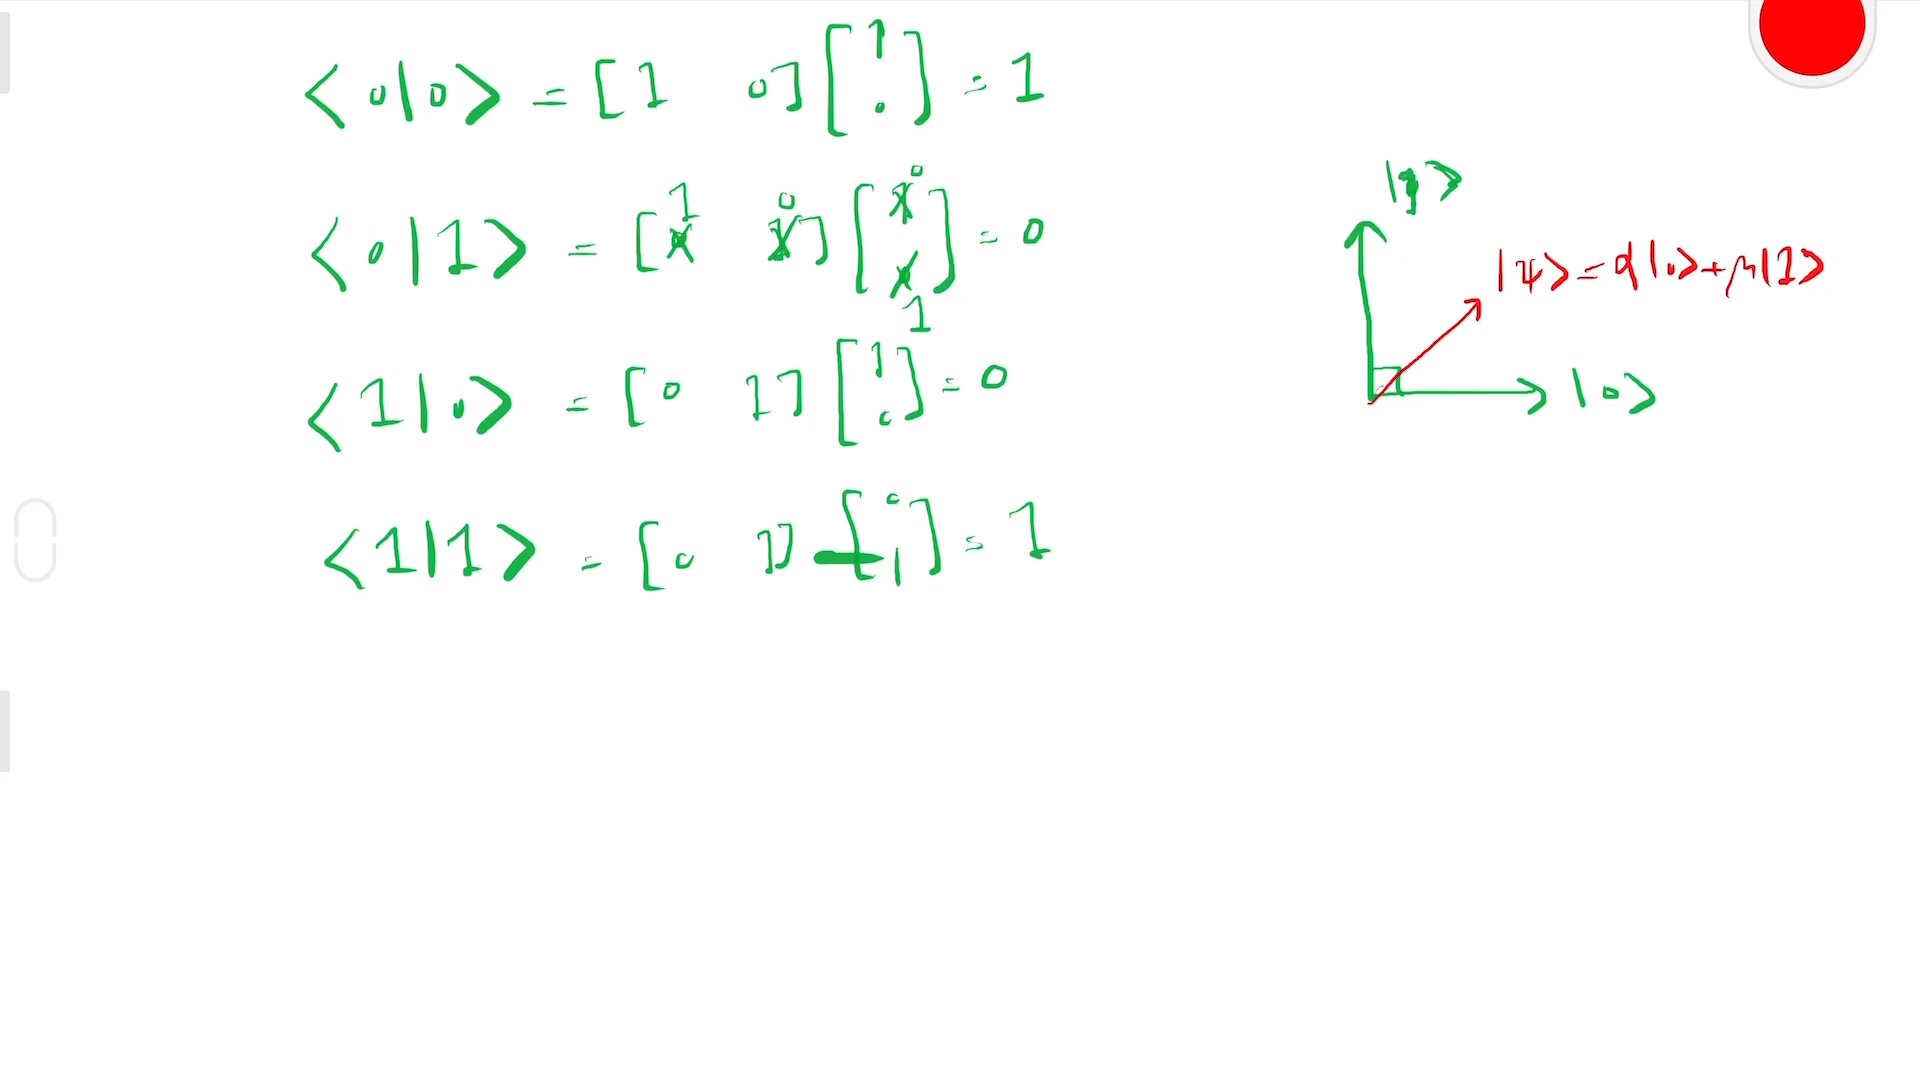 <0|0> = [1 0] [1 0] = 1
<0|1> = [1 0] [0 1] = 0
<1|0> = [0 1] [1 0] = 0
<1|1> = [0 1] [0 1] = 1
|1>
|ψ> = α|0> + β|1>
|0>